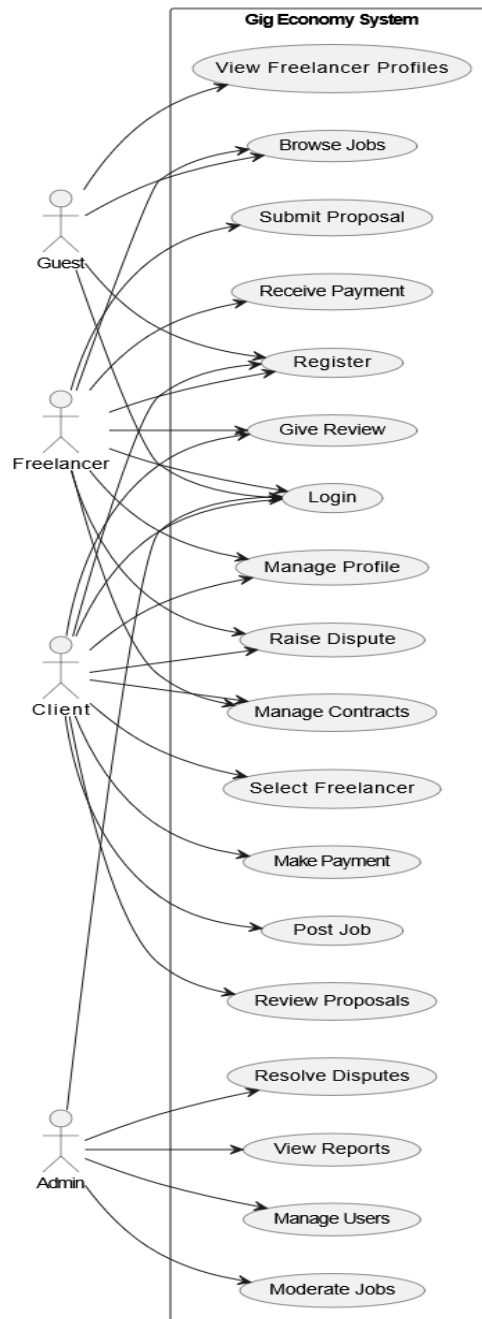 Gig Economy System
View Freelancer Profiles
Browse Jobs
Submit Proposal
Guest
Receive Payment
Register
Give Review
Freelancer
Login
Manage Profile
Raise Dispute
Client
Manage Contracts
Select Freelancer
Make Payment
Post Job
Review Proposals
Resolve Disputes
View Reports
Admin
Manage Users
Moderate Jobs